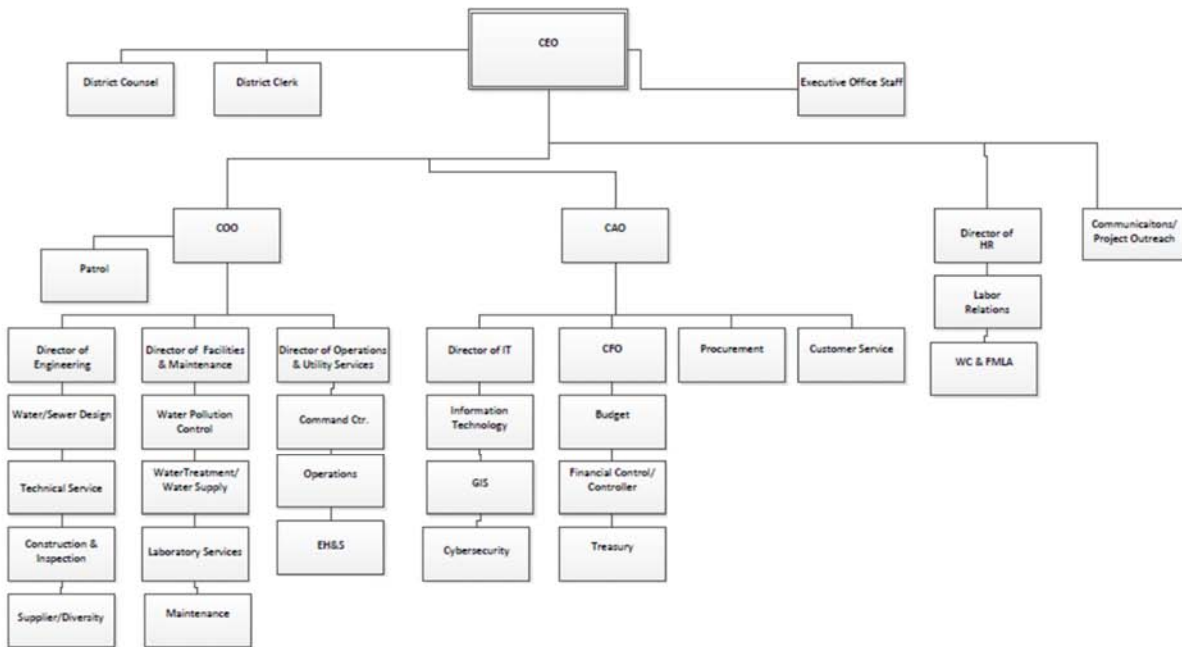 CEO
District Counsel
District Clerk
Executive Office Staff
COO
CAO
Director of
HR
Communicaitons/
Project Outreach
Patrol
Labor
Relations
WC & FMLA
Director of
Engineering
Director of Facilities
& Maintenance
Director of Operations
& Utility Services
Director of IT
CFO
Procurement
Customer Service
Water/Sewer Design
Water Pollution
Control
Command Ctr.
Information
Technology
Budget
Technical Service
WaterTreatment/
Water Supply
Operations
GIS
Financial Control/
Controller
Construction &
Inspection
Laboratory Services
EH&S
Cybersecurity
Treasury
Supplier/Diversity
Maintenance